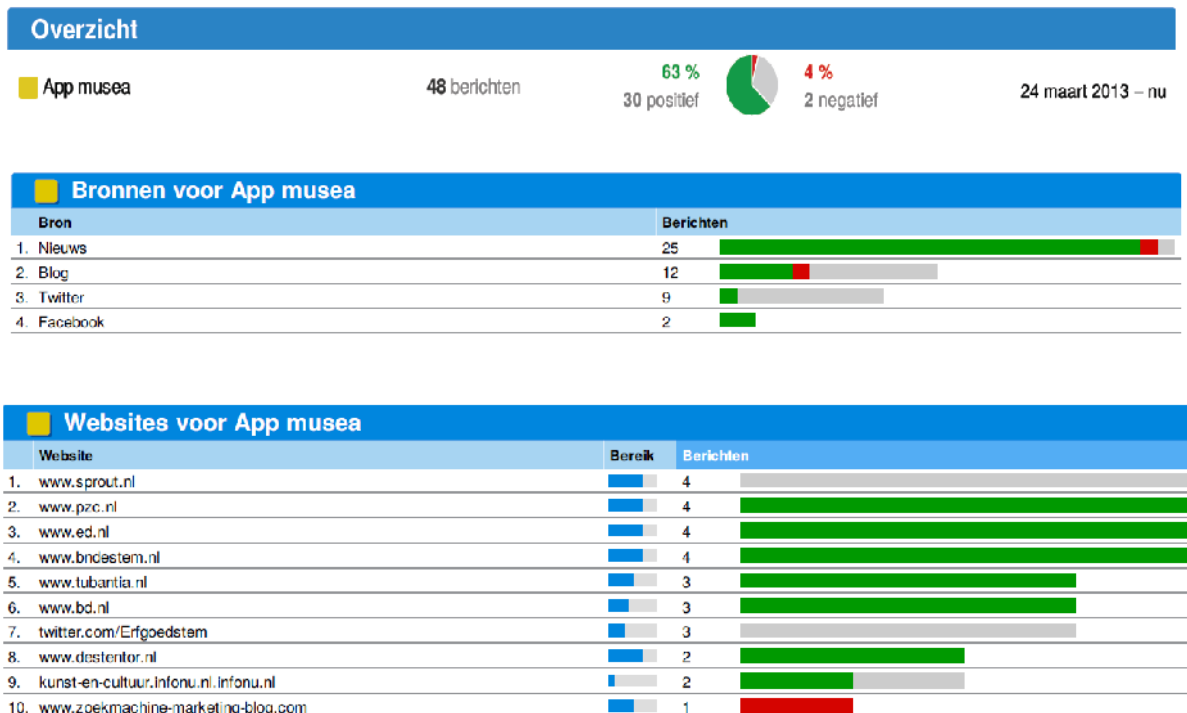 Overzicht
App musea 48 berichten 63 % 30 positief 4 % 2 negatief 24 maart 2013 – nu
Bronnen voor App musea
Bron Berichten
1. Nieuws 25
2. Blog 12
3. Twitter 9
4. Facebook 2
Websites voor App musea
Website Bereik Berichten
1. www.sprout.nl 4
2. www.pzc.nl 4
3. www.ed.nl 4
4. www.bndestem.nl 4
5. www.tubantia.nl 3
6. www.bd.nl 3
7. twitter.com/Erfgoedstem 3
8. www.destentor.nl 2
9. kunst-en-cultuur.infonu.nl.infonu.nl 2
10. www.zoekmachine-marketing-blog.com 1